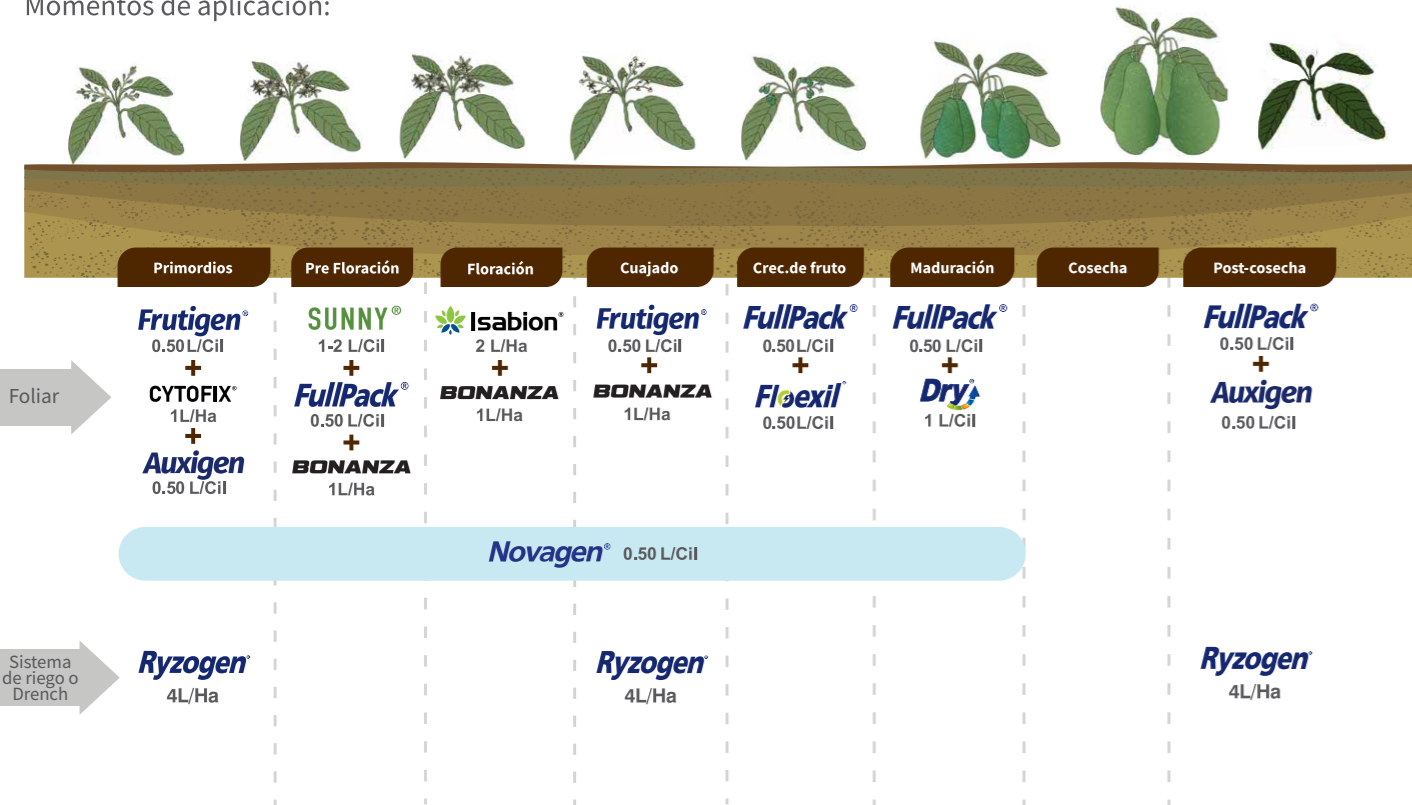 Momentos de aplicación:
Primordios
Pre Floración
Floración
Cuajado
Crec.de fruto
Maduración
Cosecha
Post-cosecha
Foliar
Frutigen®
0.50 L/Cil
+
CYTOFIX®
1L/Ha
+
Auxigen
0.50 L/Cil
SUNNY®
1-2 L/Cil
+
FullPack®
0.50 L/Cil
+
BONANZA
1L/Ha
Isabion®
2 L/Ha
+
BONANZA
1L/Ha
Frutigen®
0.50 L/Cil
+
BONANZA
1L/Ha
FullPack®
0.50L/Cil
+
Floexil®
0.50L/Cil
FullPack®
0.50 L/Cil
+
Dry®
1 L/Cil
FullPack®
0.50 L/Cil
+
Auxigen
0.50 L/Cil
Novagen® 0.50 L/Cil
Sistema
de riego o
Drench
Ryzogen®
4L/Ha
Ryzogen®
4L/Ha
Ryzogen®
4L/Ha